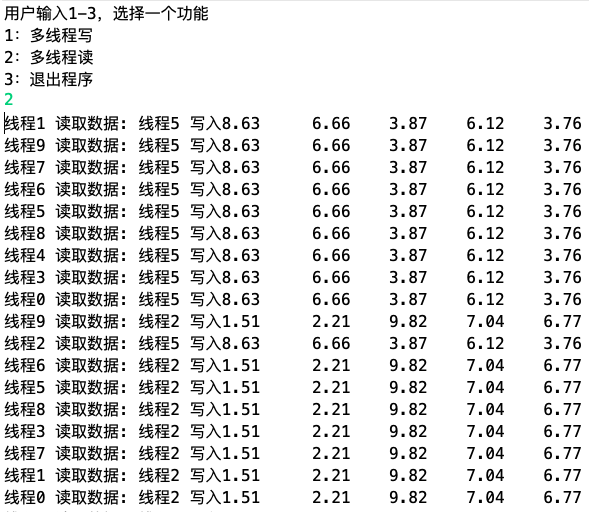 用户输入1-3，选择一个功能
1：多线程写
2：多线程读
3：退出程序
2
线程1 读取数据: 线程5 写入8.63 6.66 3.87 6.12 3.76
线程9 读取数据: 线程5 写入8.63 6.66 3.87 6.12 3.76
线程7 读取数据: 线程5 写入8.63 6.66 3.87 6.12 3.76
线程6 读取数据: 线程5 写入8.63 6.66 3.87 6.12 3.76
线程5 读取数据: 线程5 写入8.63 6.66 3.87 6.12 3.76
线程8 读取数据: 线程5 写入8.63 6.66 3.87 6.12 3.76
线程4 读取数据: 线程5 写入8.63 6.66 3.87 6.12 3.76
线程3 读取数据: 线程5 写入8.63 6.66 3.87 6.12 3.76
线程0 读取数据: 线程5 写入8.63 6.66 3.87 6.12 3.76
线程9 读取数据: 线程2 写入1.51 2.21 9.82 7.04 6.77
线程2 读取数据: 线程5 写入8.63 6.66 3.87 6.12 3.76
线程6 读取数据: 线程2 写入1.51 2.21 9.82 7.04 6.77
线程5 读取数据: 线程2 写入1.51 2.21 9.82 7.04 6.77
线程8 读取数据: 线程2 写入1.51 2.21 9.82 7.04 6.77
线程3 读取数据: 线程2 写入1.51 2.21 9.82 7.04 6.77
线程7 读取数据: 线程2 写入1.51 2.21 9.82 7.04 6.77
线程1 读取数据: 线程2 写入1.51 2.21 9.82 7.04 6.77
线程0 读取数据: 线程2 写入1.51 2.21 9.82 7.04 6.77